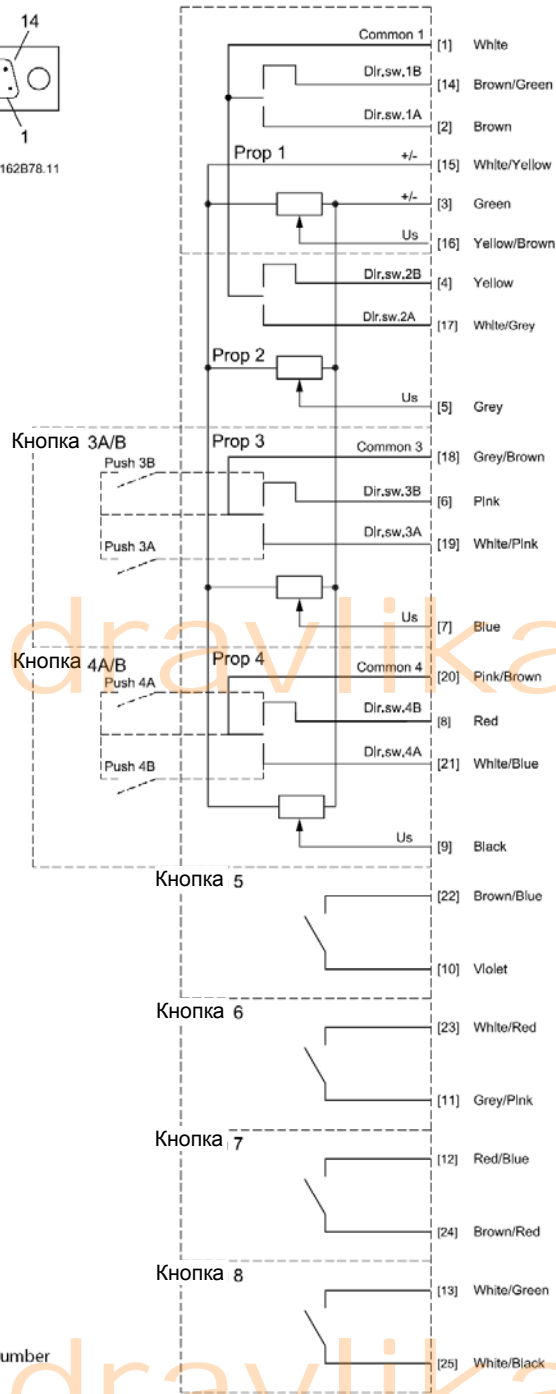 14
1
162B78.11
Common 1 [1] White
Dir.sw.1B [14] Brown/Green
Dir.sw.1A [2] Brown
Prop 1 +/- [15] White/Yellow
+/- [3] Green
Us [16] Yellow/Brown
Dir.sw.2B [4] Yellow
Dir.sw.2A [17] White/Grey
Prop 2
Us [5] Grey
Кнопка 3A/B Prop 3 Common 3 [18] Grey/Brown
Push 3B
Dir.sw.3B [6] Pink
Push 3A Dir.sw.3A [19] White/Pink
Us [7] Blue
Кнопка 4A/B Prop 4 Common 4 [20] Pink/Brown
Push 4A
Dir.sw.4B [8] Red
Push 4B Dir.sw.4A [21] White/Blue
Us [9] Black
Кнопка 5
[22] Brown/Blue
[10] Violet
Кнопка 6
[23] White/Red
[11] Grey/Pink
Кнопка 7
[12] Red/Blue
[24] Brown/Red
Кнопка 8
[13] White/Green
umber
[25] White/Black
dravlika
dravlika